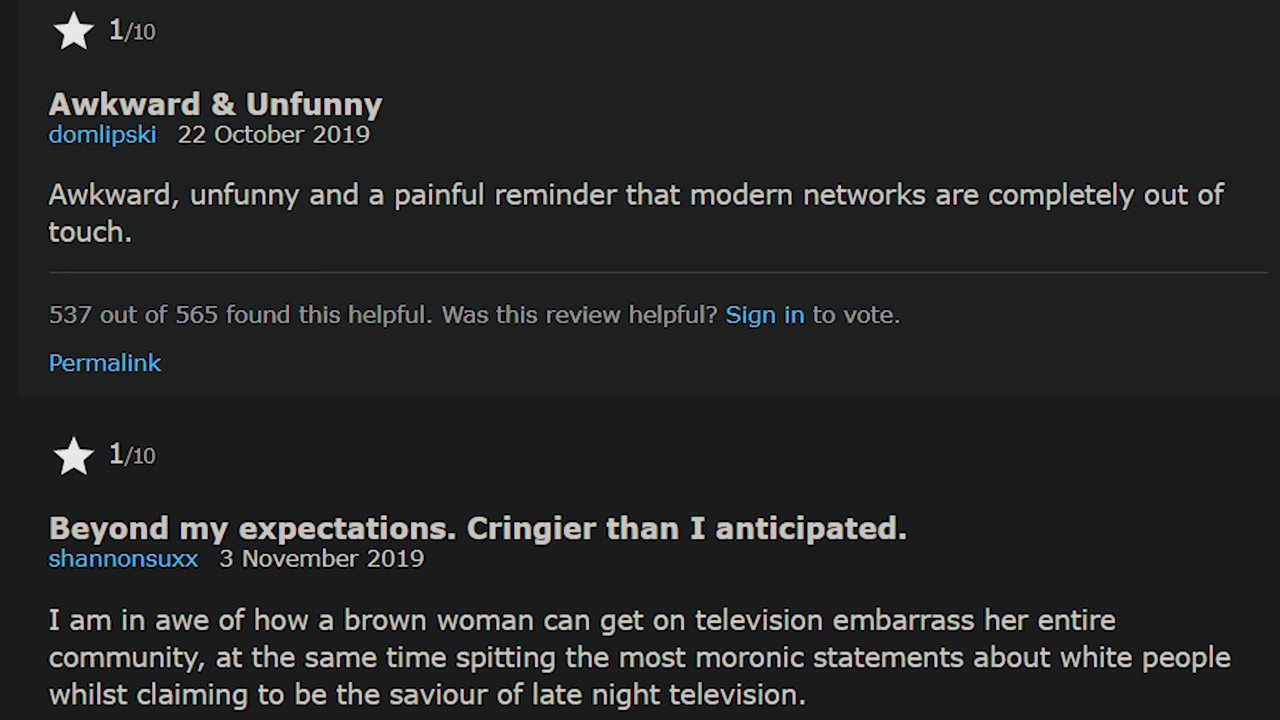 1/10
Awkward & Unfunny
domlipski 22 October 2019
Awkward, unfunny and a painful reminder that modern networks are completely out of
touch.
537 out of 565 found this helpful. Was this review helpful? Sign in to vote.
Permalink
1/10
Beyond my expectations. Cringier than I anticipated.
shannonsuxx 3 November 2019
I am in awe of how a brown woman can get on television embarrass her entire
community, at the same time spitting the most moronic statements about white people
whilst claiming to be the saviour of late night television.